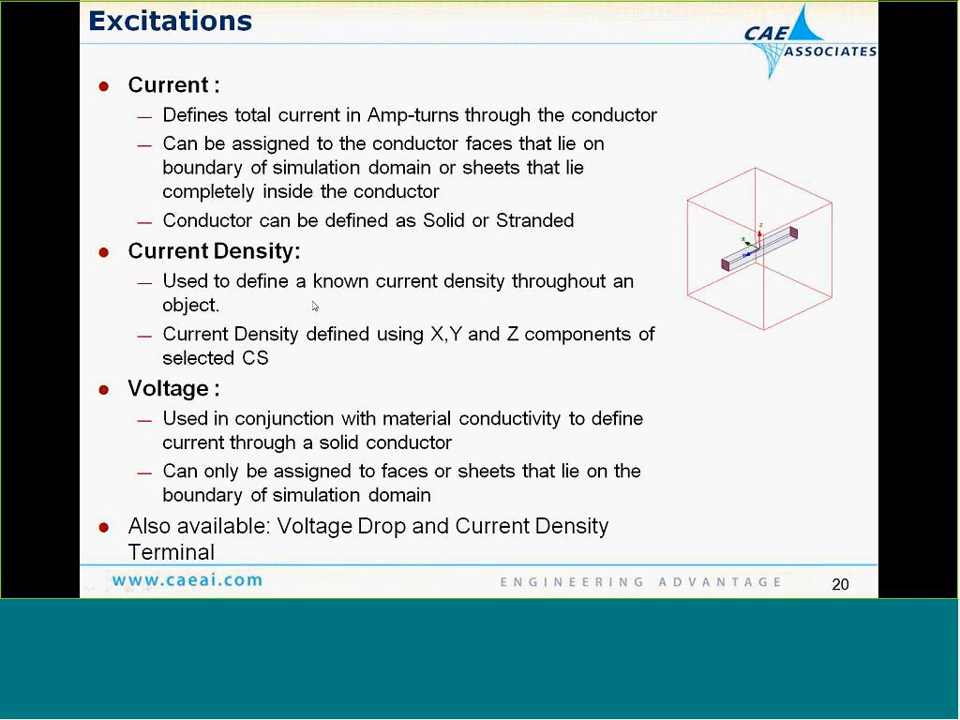 Excitations
CAE
ASSOCIATES
● Current :
— Defines total current in Amp-turns through the conductor
— Can be assigned to the conductor faces that lie on
boundary of simulation domain or sheets that lie
completely inside the conductor
— Conductor can be defined as Solid or Stranded
● Current Density:
— Used to define a known current density throughout an
object.
— Current Density defined using X,Y and Z components of
selected CS
● Voltage :
— Used in conjunction with material conductivity to define
current through a solid conductor
— Can only be assigned to faces or sheets that lie on the
boundary of simulation domain
● Also available: Voltage Drop and Current Density
Terminal
Z
www.caeai.com
ENGINEERING ADVANTAGE
20